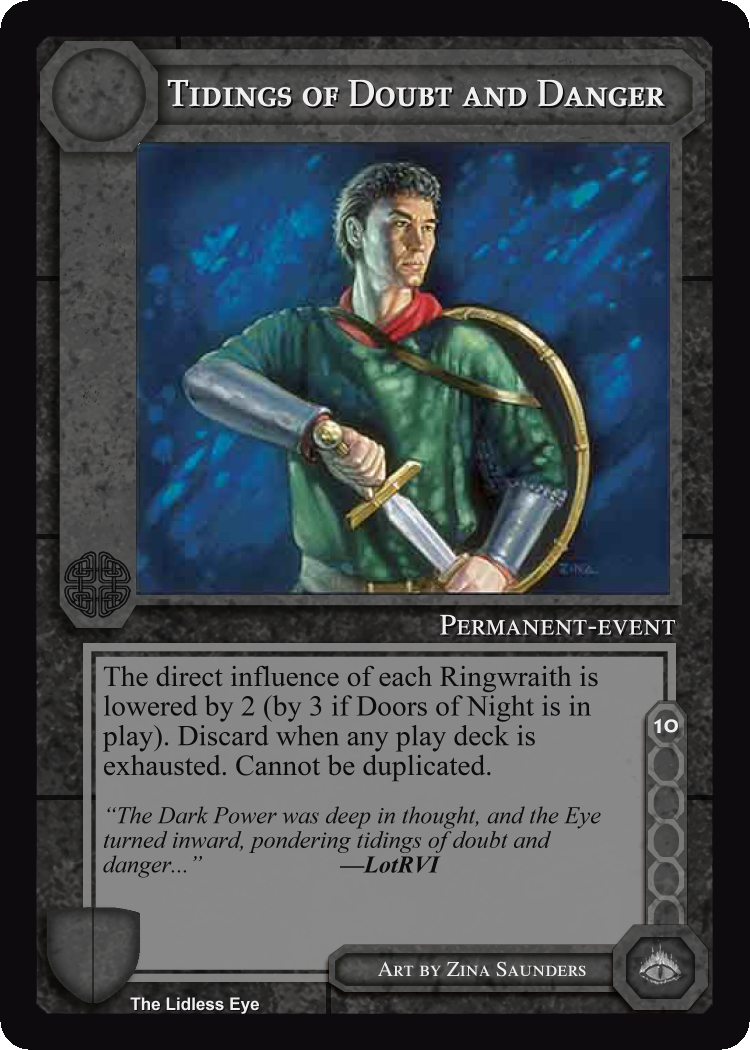 Tidings of Doubt and Danger
ZINA
Permanent-event
The direct influence of each Ringwraith is
lowered by 2 (by 3 if Doors of Night is in
play). Discard when any play deck is
exhausted. Cannot be duplicated.
10
“The Dark Power was deep in thought, and the Eye
turned inward, pondering tidings of doubt and
danger...” —LotRVI
Art by Zina Saunders
The Lidless Eye